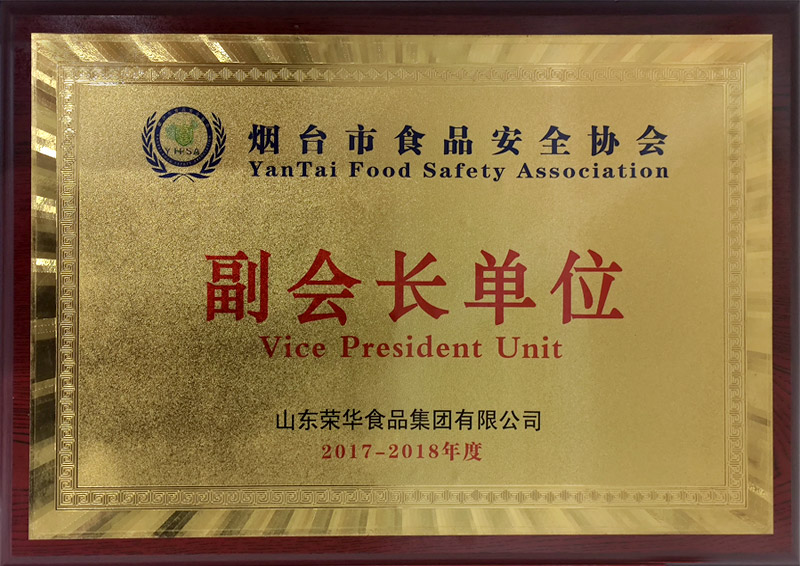 YFSA
烟台市食品安全协会
YanTai Food Safety Association
副会长单位
Vice President Unit
山东荣华食品集团有限公司
2017-2018年度